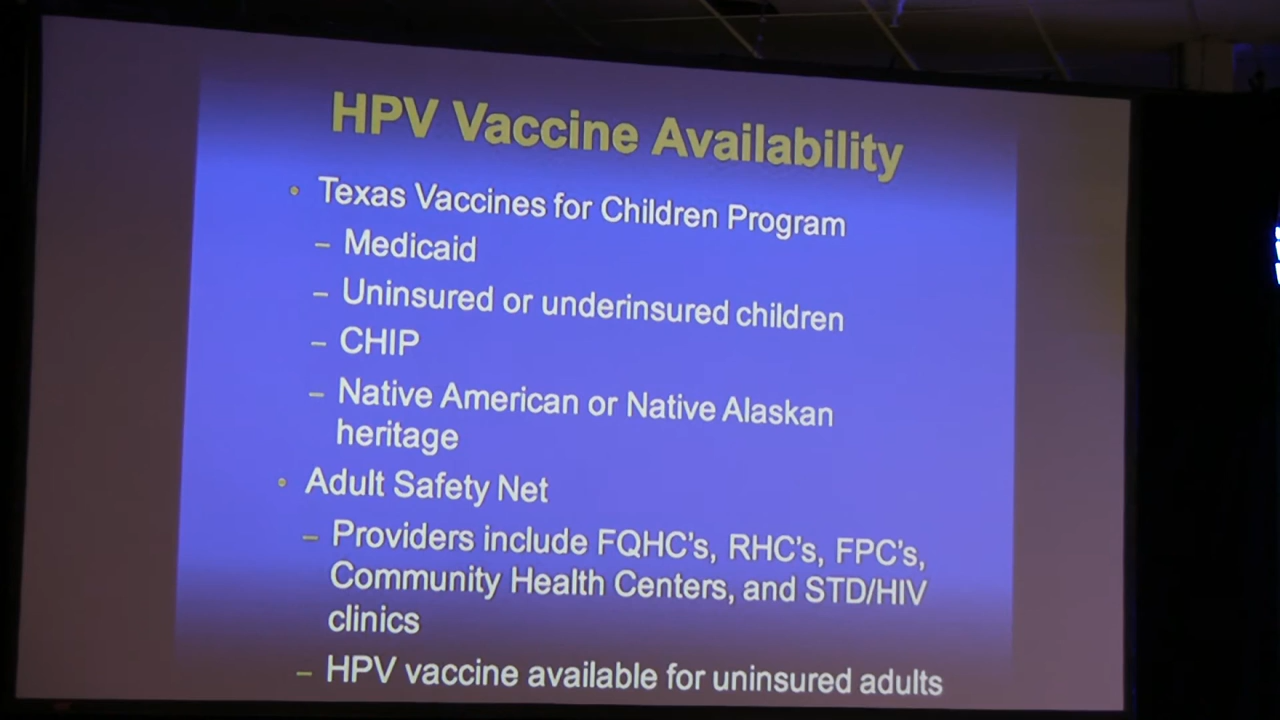 HPV Vaccine Availability
• Texas Vaccines for Children Program
– Medicaid
– Uninsured or underinsured children
– CHIP
– Native American or Native Alaskan
heritage
• Adult Safety Net
– Providers include FQHC's, RHC's, FPC's,
Community Health Centers, and STD/HIV
clinics
– HPV vaccine available for uninsured adults